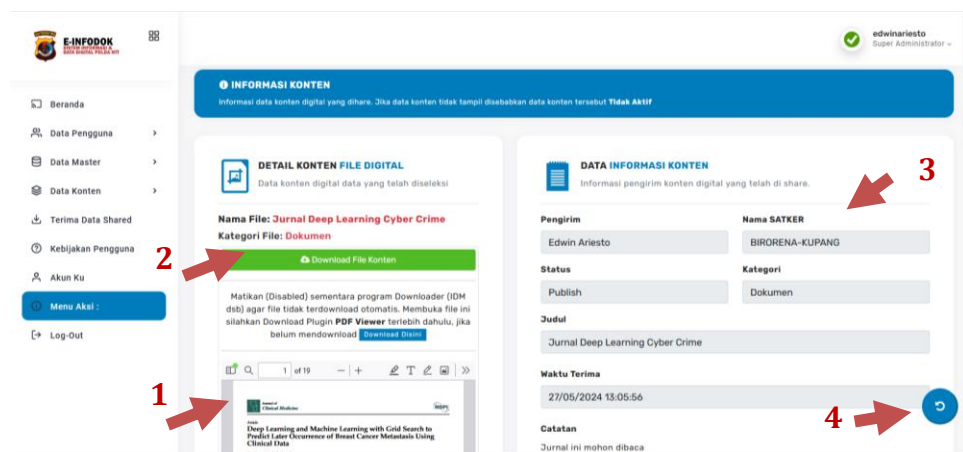 E-INFODOK
SISTEM INFORMASI &
DATA DIGITAL POLDA NTT
edwinariesto
Super Administrator
INFORMASI KONTEN
Informasi data konten digital yang dihare. Jika data konten tidak tampil disebabkan data konten tersebut Tidak Aktif
Beranda
Data Pengguna
Data Master
Data Konten
Terima Data Shared
Kebijakan Pengguna
Akun Ku
Menu Aksi :
Log-Out
DETAIL KONTEN FILE DIGITAL
Data konten digital data yang telah diseleksi
Nama File: Jurnal Deep Learning Cyber Crime
Kategori File: Dokumen
2
Download File Konten
Matikan (Disabled) sementara program Downloader (IDM
dsb) agar file tidak terdownload otomatis. Membuka file ini
silahkan Download Plugin PDF Viewer terlebih dahulu, jika
belum mendownload Download Disini
1 of 19
1
Journal of
Clinical Medicine
MDPI
Article
Deep Learning and Machine Learning with Grid Search to
Predict Later Occurrence of Breast Cancer Metastasis Using
Clinical Data
DATA INFORMASI KONTEN
Informasi pengirim konten digital yang telah di share.
3
Pengirim
Nama SATKER
Edwin Ariesto
BIRORENA-KUPANG
Status
Kategori
Publish
Dokumen
Judul
Jurnal Deep Learning Cyber Crime
Waktu Terima
27/05/2024 13:05:56
4
Catatan
Jurnal ini mohon dibaca